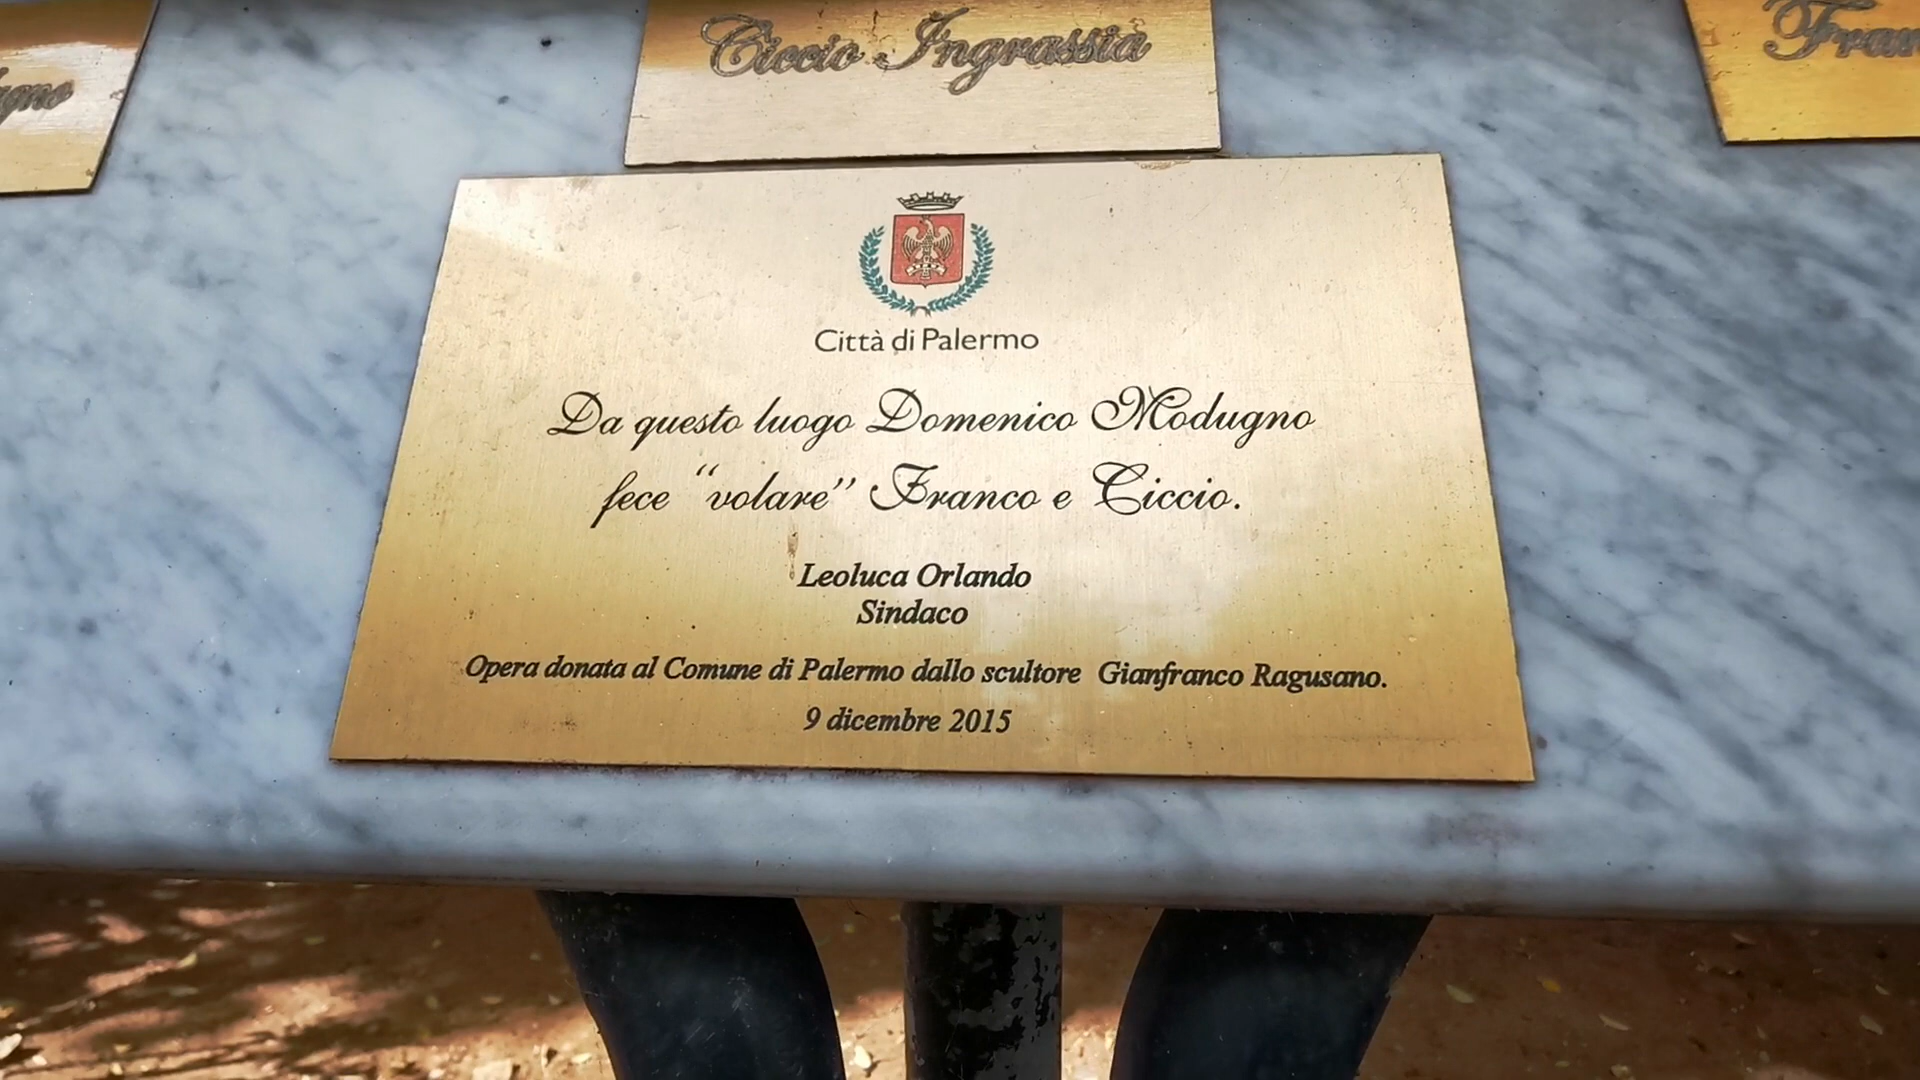 Ciccio Ingrassia
Città di Palermo
Da questo luogo Domenico Modugno
fece “volare” Franco e Ciccio.
Leoluca Orlando
Sindaco
Opera donata al Comune di Palermo dallo scultore Gianfranco Ragusano.
9 dicembre 2015